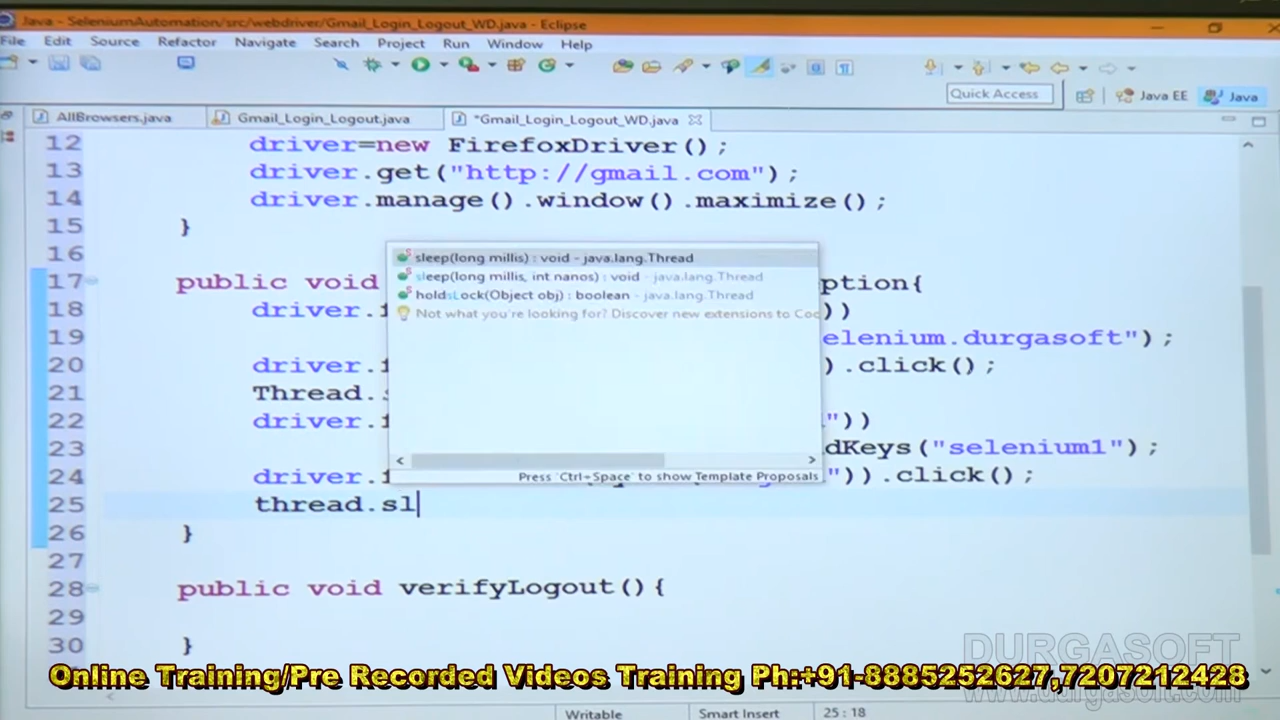 Java - SeleniumAutomation/src/webdriver/Gmail_Login_Logout_WD.java - Eclipse
File Edit Source Refactor Navigate Search Project Run Window Help
Quick Access Java EE Java
AllBrowsers.java Gmail_Login_Logout.java *Gmail_Login_Logout_WD.java
12 driver=new FirefoxDriver();
13 driver.get("http://gmail.com");
14 driver.manage().window().maximize();
15 }
16
sleep(long millis) : void - java.lang.Thread
sleep(long millis, int nanos) : void - java.lang.Thread
holdsLock(Object obj) : boolean - java.lang.Thread
Not what you're looking for? Discover new extensions to Coc
Press 'Ctrl+Space' to show Template Proposals
17 public void ption{
18 driver. ))
19 elenium.durgasoft");
20 driver. ).click();
21 Thread.
22 driver. "))
23 dKeys("selenium1");
24 driver. ")).click();
25 thread.sl
26 }
27
28 public void verifyLogout(){
29
30 }
DURGASOFT
www.durgasoft.com
Online Training/Pre Recorded Videos Training Ph:+91-8885252627,7207212428
Writable Smart Insert 25 : 18